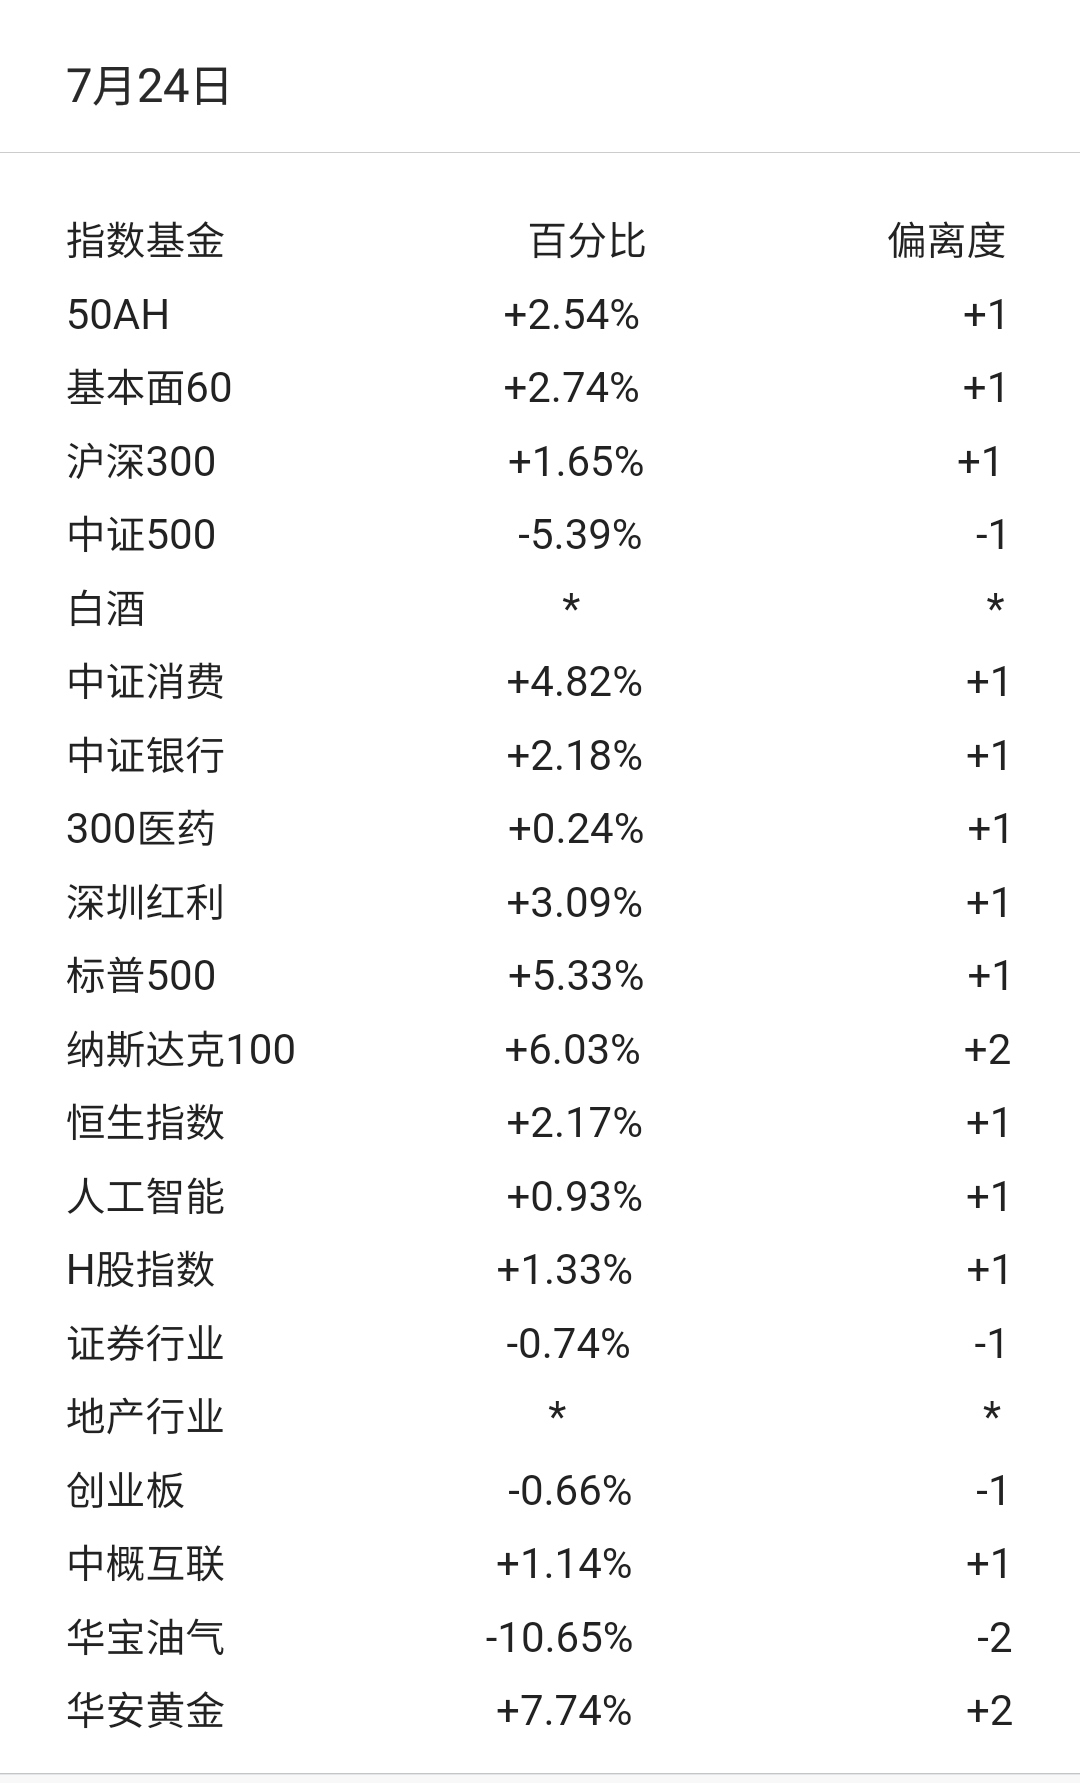 7月24日
指数基金 百分比 偏离度
50AH +2.54% +1
基本面60 +2.74% +1
沪深300 +1.65% +1
中证500 -5.39% -1
白酒 * *
中证消费 +4.82% +1
中证银行 +2.18% +1
300医药 +0.24% +1
深圳红利 +3.09% +1
标普500 +5.33% +1
纳斯达克100 +6.03% +2
恒生指数 +2.17% +1
人工智能 +0.93% +1
H股指数 +1.33% +1
证券行业 -0.74% -1
地产行业 * *
创业板 -0.66% -1
中概互联 +1.14% +1
华宝油气 -10.65% -2
华安黄金 +7.74% +2